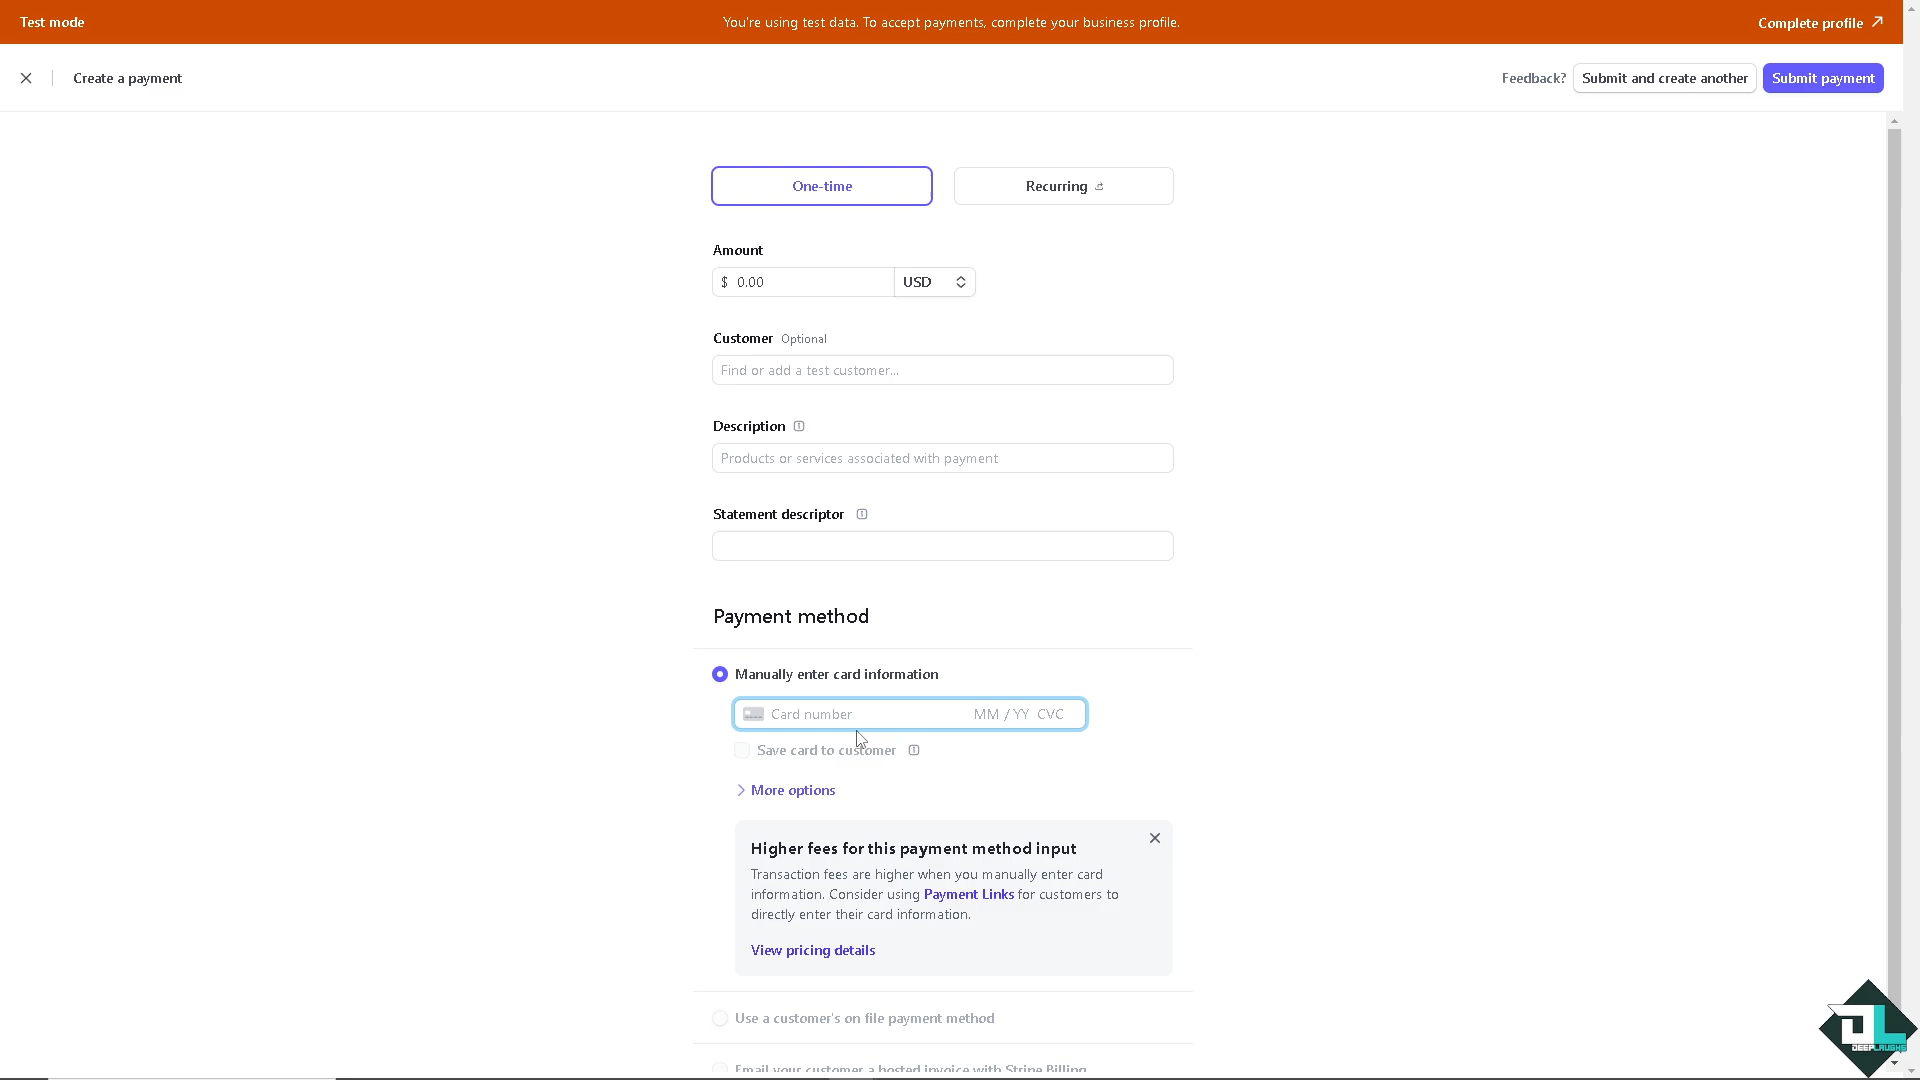 Test mode
You're using test data. To accept payments, complete your business profile.
Complete profile
Create a payment
Feedback?
Submit and create another
Submit payment
One-time
Recurring
Amount
$ 0.00
USD
Customer Optional
Find or add a test customer...
Description
Products or services associated with payment
Statement descriptor
Payment method
Manually enter card information
Card number
MM / YY CVC
Save card to customer
More options
Higher fees for this payment method input
Transaction fees are higher when you manually enter card
information. Consider using Payment Links for customers to
directly enter their card information.
View pricing details
Use a customer's on file payment method
Email your customer a hosted invoice with Stripe Billing
DL
DEEPLAUGHS